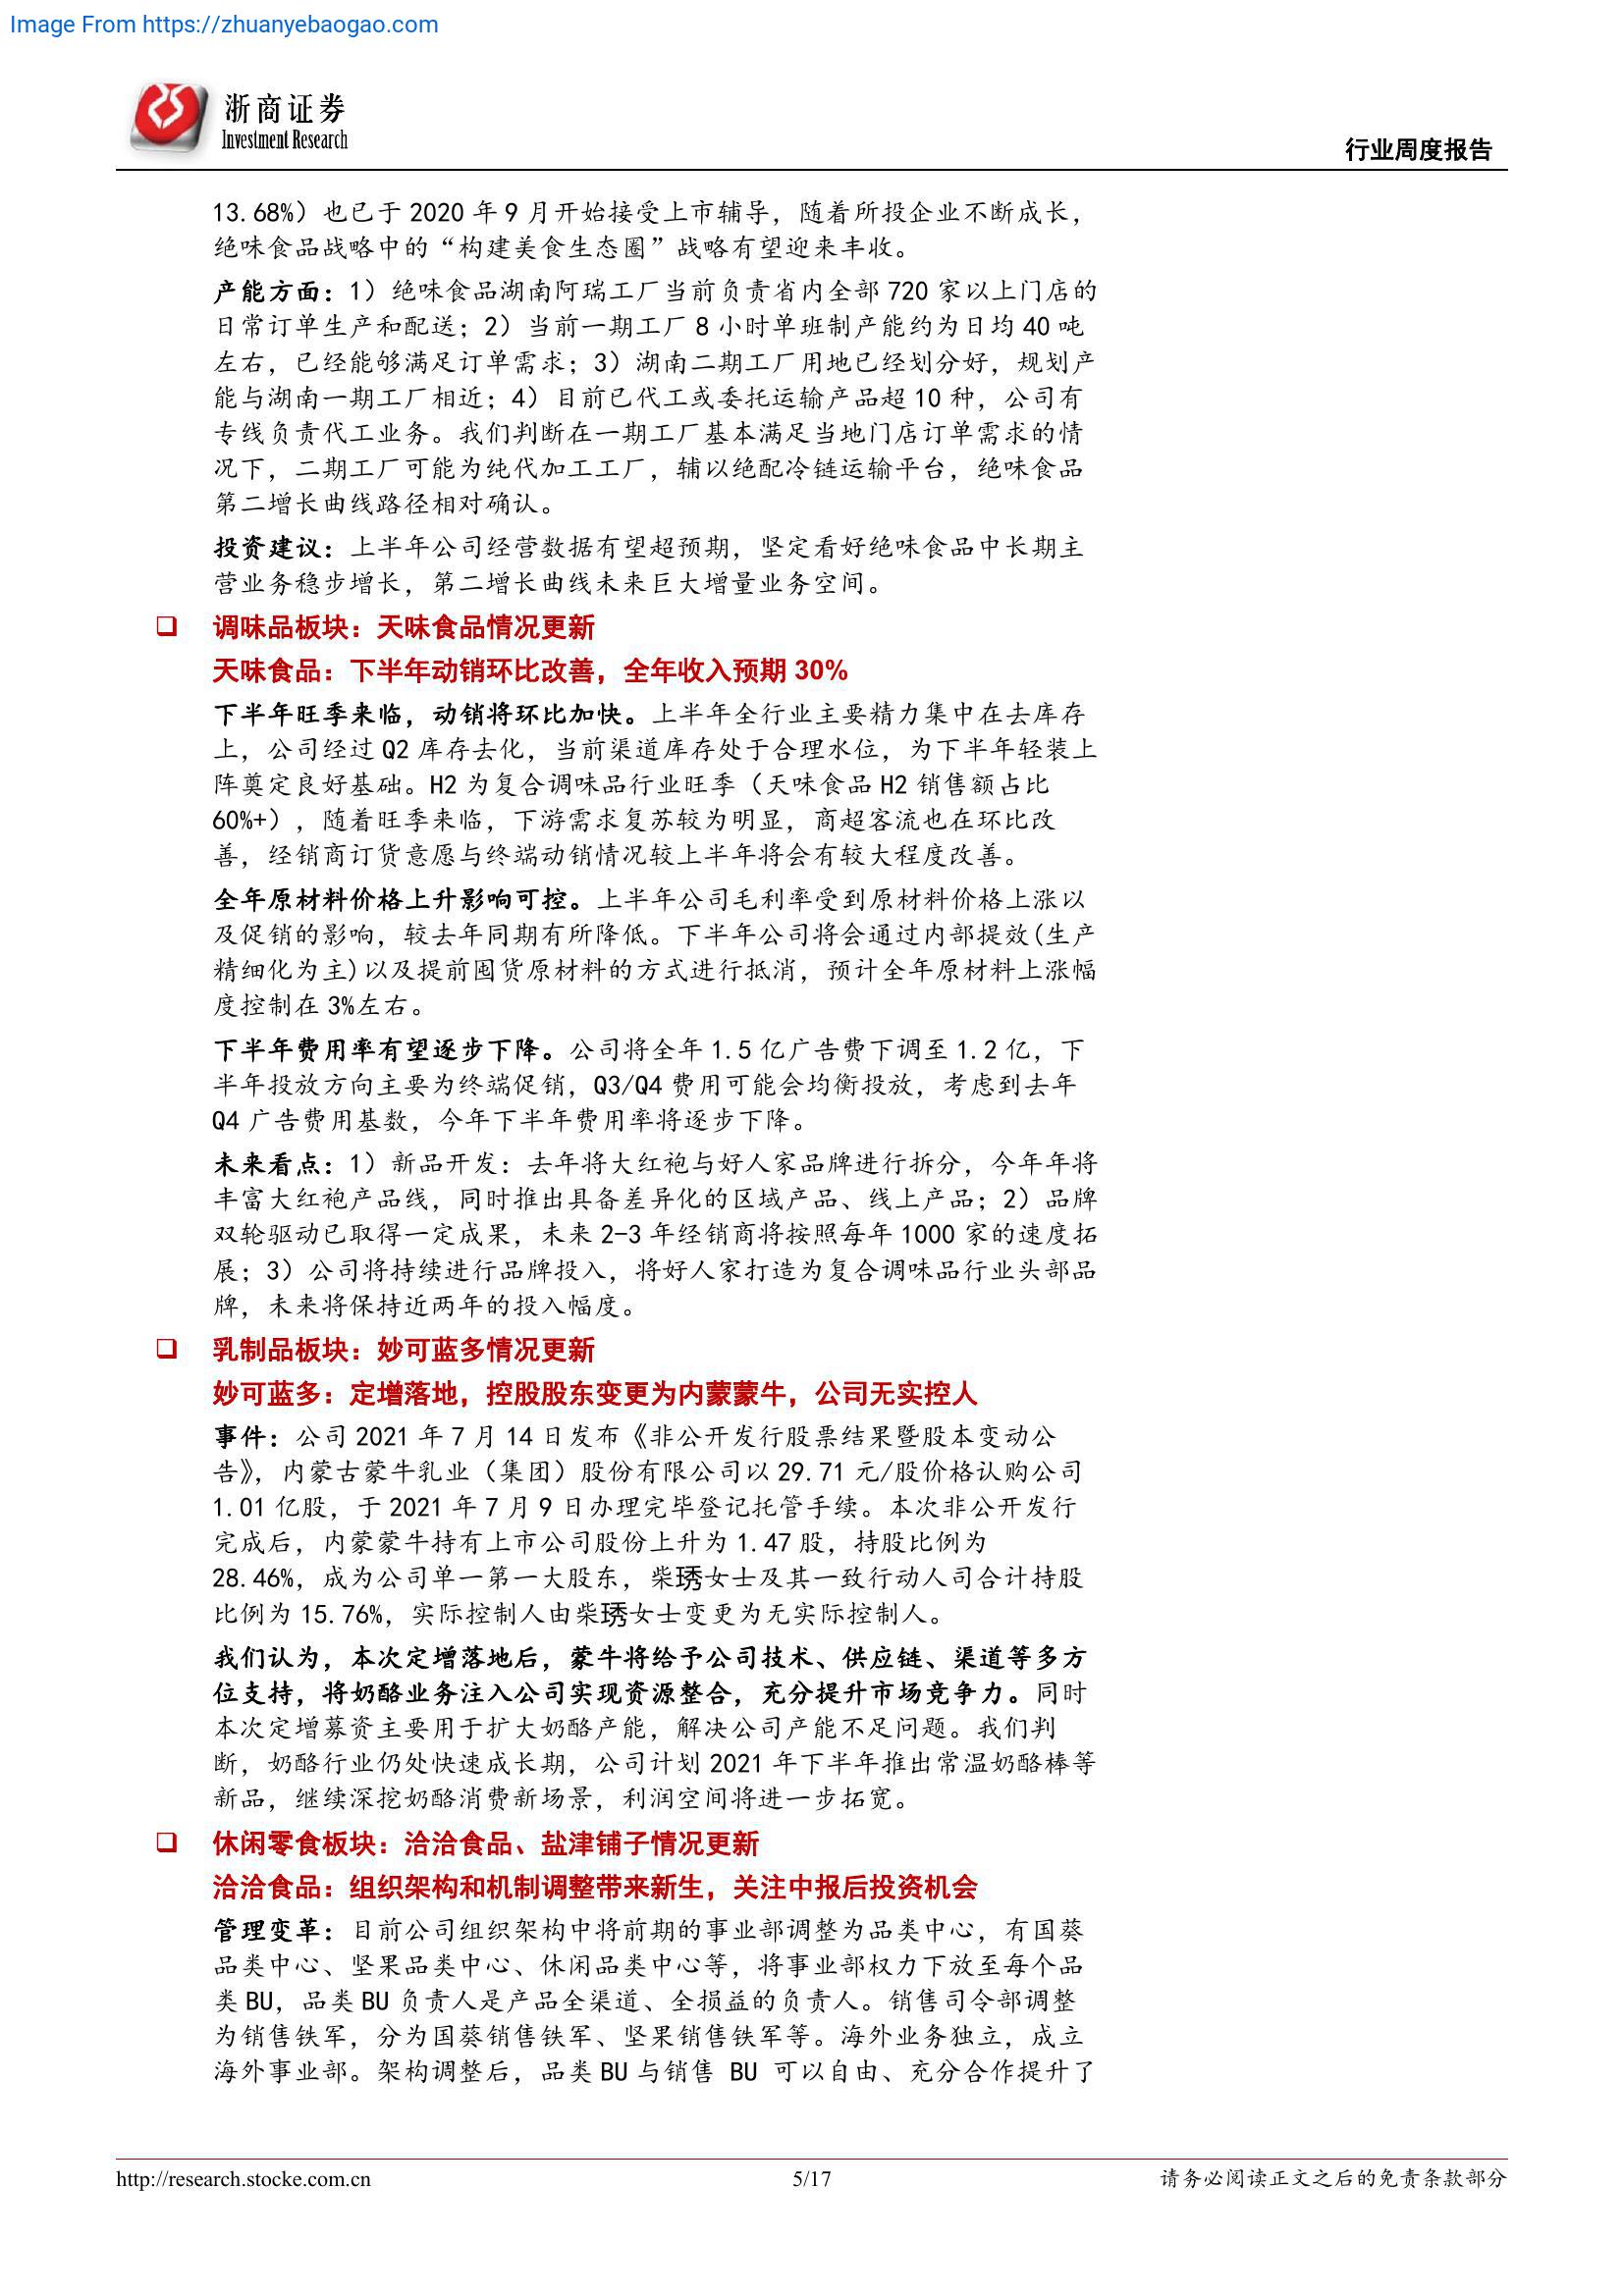 Image From https://zhuanyebaogao.com
浙商证券
Investment Research
行业周度报告
13.68%）也已于 2020 年 9 月开始接受上市辅导，随着所投企业不断成长，
绝味食品战略中的“构建美食生态圈”战略有望迎来丰收。
产能方面：1）绝味食品湖南阿瑞工厂当前负责省内全部 720 家以上门店的
日常订单生产和配送；2）当前一期工厂 8 小时单班制产能约为日均 40 吨
左右，已经能够满足订单需求；3）湖南二期工厂用地已经划分好，规划产
能与湖南一期工厂相近；4）目前已代工或委托运输产品超 10 种，公司有
专线负责代工业务。我们判断在一期工厂基本满足当地门店订单需求的情
况下，二期工厂可能为纯代加工工厂，辅以绝配冷链运输平台，绝味食品
第二增长曲线路径相对确认。
投资建议：上半年公司经营数据有望超预期，坚定看好绝味食品中长期主
营业务稳步增长，第二增长曲线未来巨大增量业务空间。
❑ 调味品板块：天味食品情况更新
天味食品：下半年动销环比改善，全年收入预期 30%
下半年旺季来临，动销将环比加快。上半年全行业主要精力集中在去库存
上，公司经过 Q2 库存去化，当前渠道库存处于合理水位，为下半年轻装上
阵奠定良好基础。H2 为复合调味品行业旺季（天味食品 H2 销售额占比
60%+），随着旺季来临，下游需求复苏较为明显，商超客流也在环比改
善，经销商订货意愿与终端动销情况较上半年将会有较大程度改善。
全年原材料价格上升影响可控。上半年公司毛利率受到原材料价格上涨以
及促销的影响，较去年同期有所降低。下半年公司将会通过内部提效(生产
精细化为主)以及提前囤货原材料的方式进行抵消，预计全年原材料上涨幅
度控制在 3%左右。
下半年费用率有望逐步下降。公司将全年 1.5 亿广告费下调至 1.2 亿，下
半年投放方向主要为终端促销，Q3/Q4 费用可能会均衡投放，考虑到去年
Q4 广告费用基数，今年下半年费用率将逐步下降。
未来看点：1）新品开发：去年将大红袍与好人家品牌进行拆分，今年年将
丰富大红袍产品线，同时推出具备差异化的区域产品、线上产品；2）品牌
双轮驱动已取得一定成果，未来 2-3 年经销商将按照每年 1000 家的速度拓
展；3）公司将持续进行品牌投入，将好人家打造为复合调味品行业头部品
牌，未来将保持近两年的投入幅度。
❑ 乳制品板块：妙可蓝多情况更新
妙可蓝多：定增落地，控股股东变更为内蒙蒙牛，公司无实控人
事件：公司 2021 年 7 月 14 日发布《非公开发行股票结果暨股本变动公
告》，内蒙古蒙牛乳业（集团）股份有限公司以 29.71 元/股价格认购公司
1.01 亿股，于 2021 年 7 月 9 日办理完毕登记托管手续。本次非公开发行
完成后，内蒙蒙牛持有上市公司股份上升为 1.47 股，持股比例为
28.46%，成为公司单一第一大股东，柴琇女士及其一致行动人司合计持股
比例为 15.76%，实际控制人由柴琇女士变更为无实际控制人。
我们认为，本次定增落地后，蒙牛将给予公司技术、供应链、渠道等多方
位支持，将奶酪业务注入公司实现资源整合，充分提升市场竞争力。同时
本次定增募资主要用于扩大奶酪产能，解决公司产能不足问题。我们判
断，奶酪行业仍处快速成长期，公司计划 2021 年下半年推出常温奶酪棒等
新品，继续深挖奶酪消费新场景，利润空间将进一步拓宽。
❑ 休闲零食板块：洽洽食品、盐津铺子情况更新
洽洽食品：组织架构和机制调整带来新生，关注中报后投资机会
管理变革：目前公司组织架构中将前期的事业部调整为品类中心，有国葵
品类中心、坚果品类中心、休闲品类中心等，将事业部权力下放至每个品
类 BU，品类 BU 负责人是产品全渠道、全损益的负责人。销售司令部调整
为销售铁军，分为国葵销售铁军、坚果销售铁军等。海外业务独立，成立
海外事业部。架构调整后，品类 BU 与销售 BU 可以自由、充分合作提升了
http://research.stocke.com.cn
5/17
请务必阅读正文之后的免责条款部分